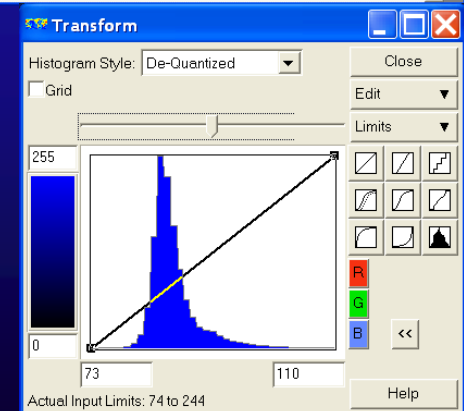 Transform
Histogram Style: De-Quantized
Close
Grid
Edit
Limits
255
R
G
0
B
<<
73
110
Actual Input Limits: 74 to 244
Help